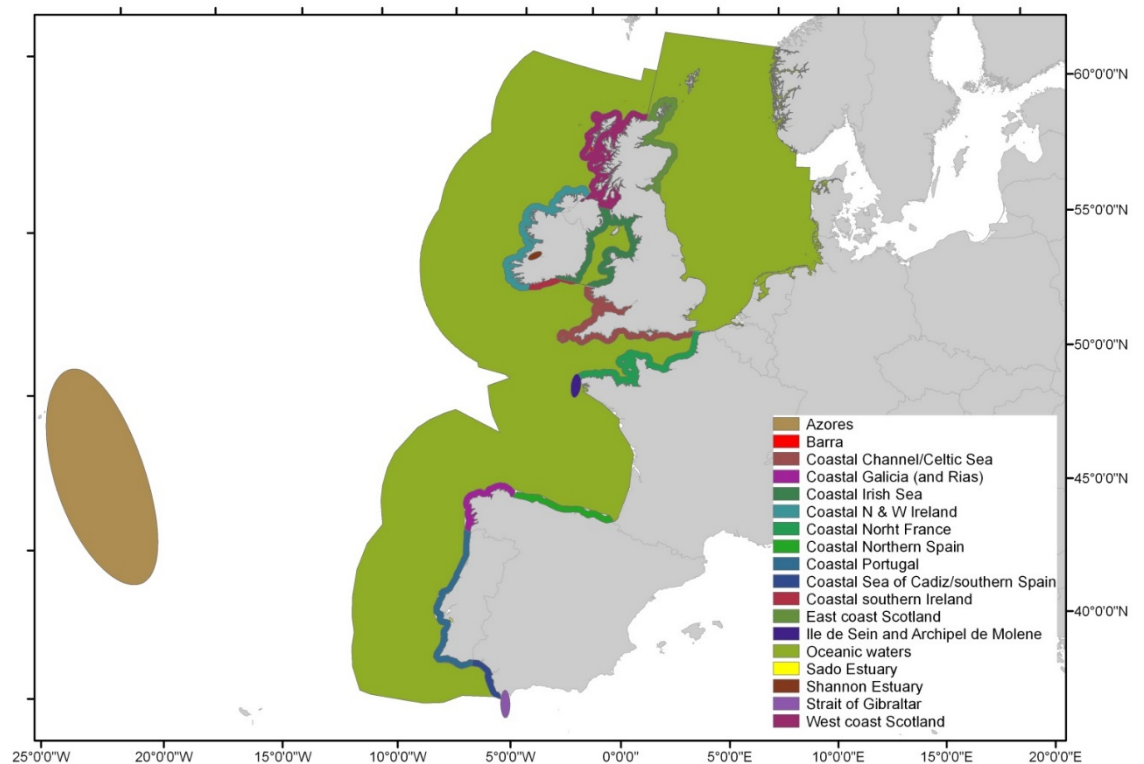 60°0'0"N
55°0'0"N
50°0'0"N
45°0'0"N
40°0'0"N
Azores
Barra
Coastal Channel/Celtic Sea
Coastal Galicia (and Rias)
Coastal Irish Sea
Coastal N & W Ireland
Coastal Norht France
Coastal Northern Spain
Coastal Portugal
Coastal Sea of Cadiz/southern Spain
Coastal southern Ireland
East coast Scotland
Ile de Sein and Archipel de Molene
Oceanic waters
Sado Estuary
Shannon Estuary
Strait of Gibraltar
West coast Scotland
25°0'0"W 20°0'0"W 15°0'0"W 10°0'0"W 5°0'0"W 0°0'0"W 5°0'0"W 10°0'0"E 15°0'0"E 20°0'0"E